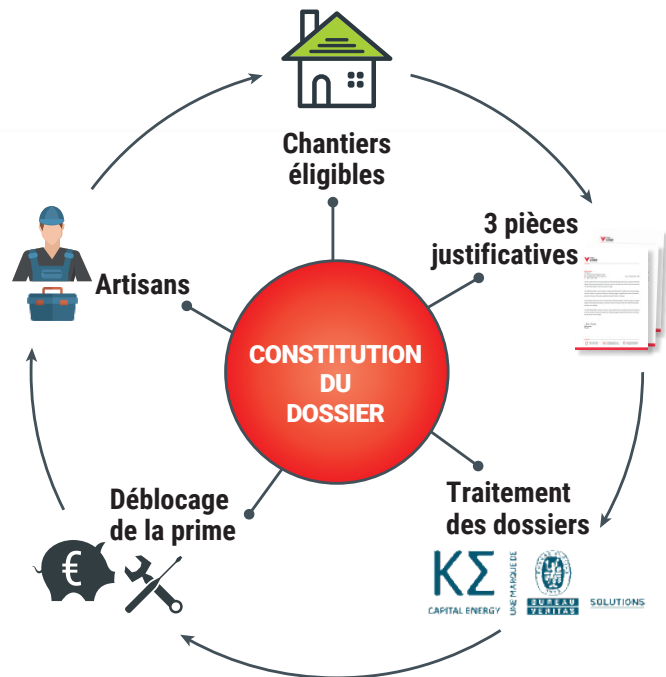 Chantiers
éligibles
3 pièces
justificatives
Artisans
CONSTITUTION
DU
DOSSIER
Traitement
des dossiers
Déblocage
de la prime
€
KΣ
CAPITAL ENERGY
UNE MARQUE DE
BUREAU
VERITAS
SOLUTIONS